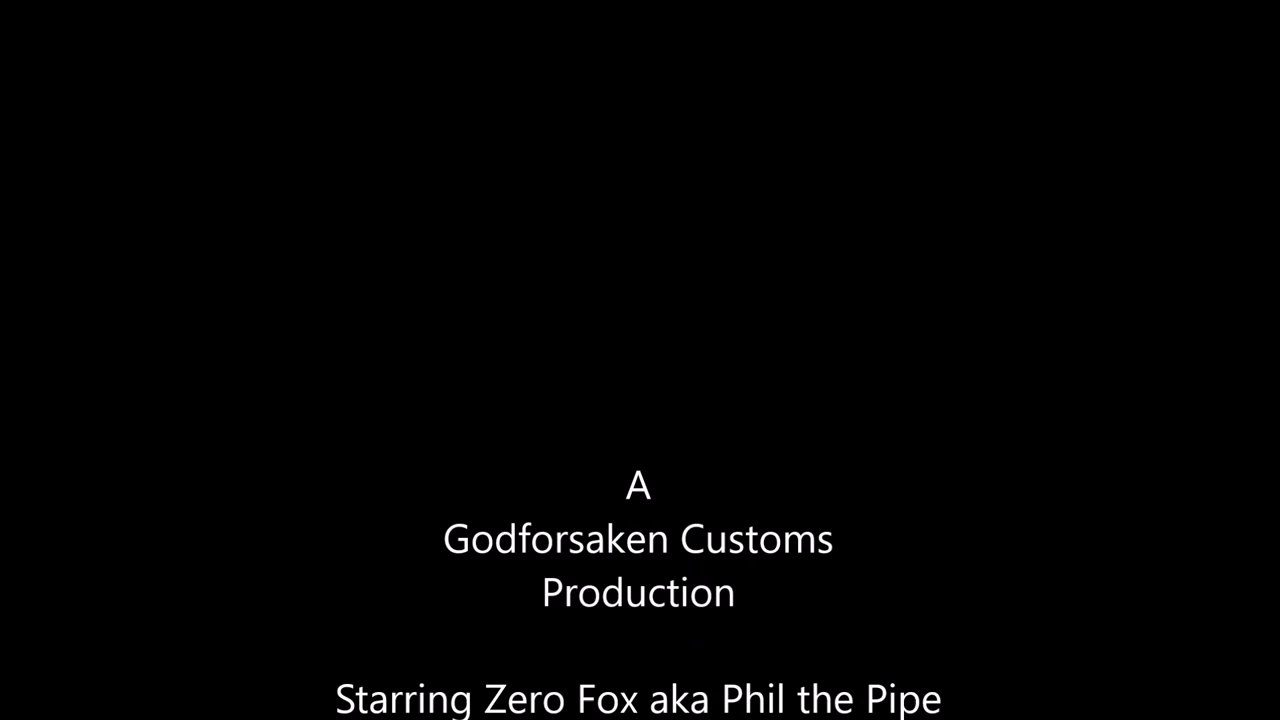 A
Godforsaken Customs
Production
Starring Zero Fox aka Phil the Pipe